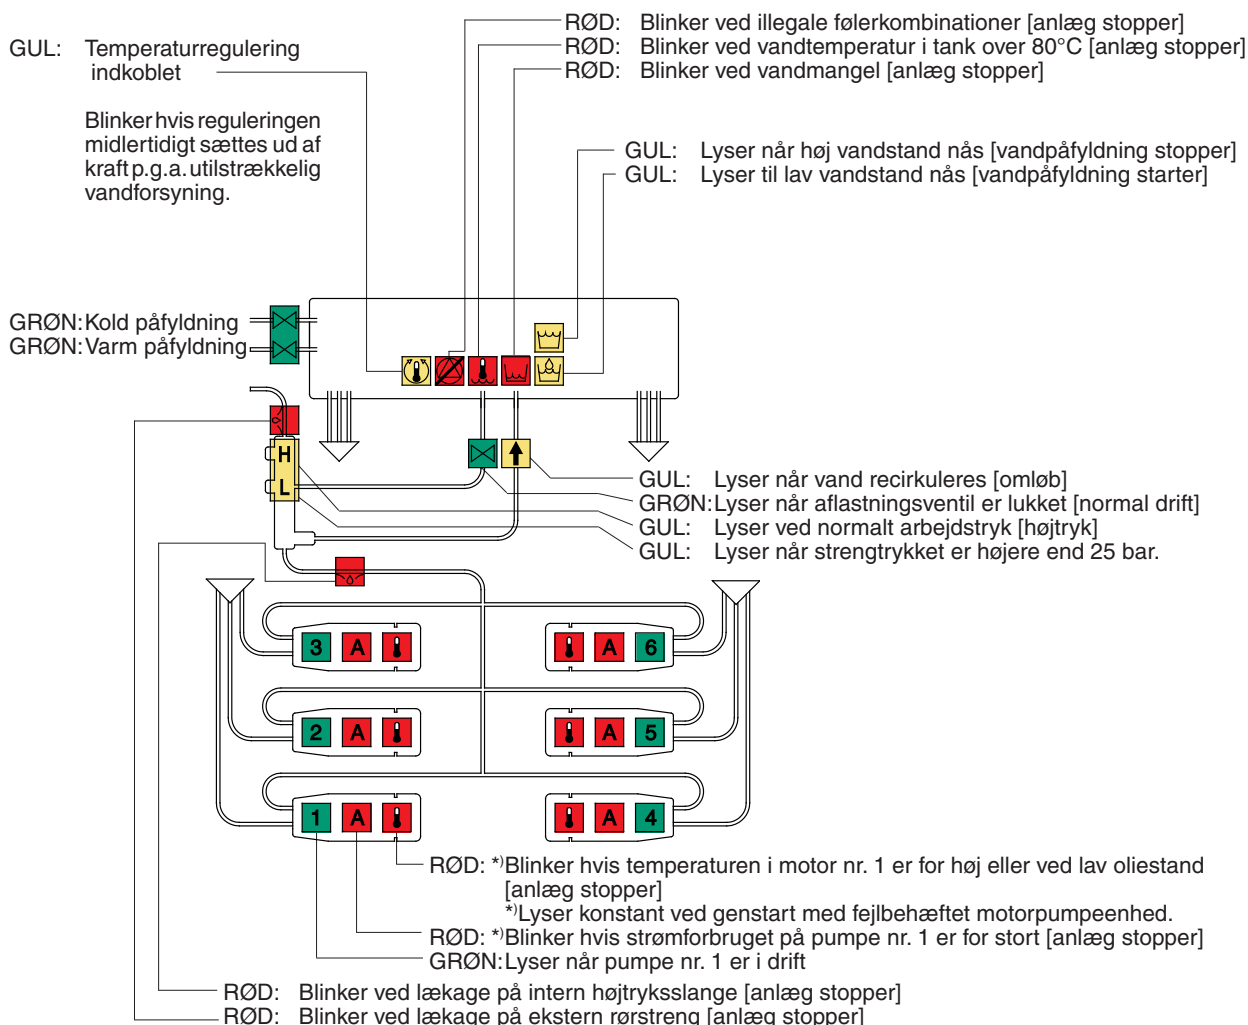 RØD: Blinker ved illegale følerkombinationer [anlæg stopper]
RØD: Blinker ved vandtemperatur i tank over 80°C [anlæg stopper]
RØD: Blinker ved vandmangel [anlæg stopper]
GUL: Temperaturregulering
indkoblet
Blinker hvis reguleringen
midlertidigt sættes ud af
kraft p.g.a. utilstrækkelig
vandforsyning.
GUL: Lyser når høj vandstand nås [vandpåfyldning stopper]
GUL: Lyser til lav vandstand nås [vandpåfyldning starter]
GRØN: Kold påfyldning
GRØN: Varm påfyldning
H
L
GUL: Lyser når vand recirkuleres [omløb]
GRØN: Lyser når aflastningsventil er lukket [normal drift]
GUL: Lyser ved normalt arbejdstryk [højtryk]
GUL: Lyser når strengtrykket er højere end 25 bar.
3 A A 6
2 A A 5
1 A A 4
RØD: *)Blinker hvis temperaturen i motor nr. 1 er for høj eller ved lav oliestand
[anlæg stopper]
*)Lyser konstant ved genstart med fejlbehæftet motorpumpeenhed.
RØD: *)Blinker hvis strømforbruget på pumpe nr. 1 er for stort [anlæg stopper]
GRØN: Lyser når pumpe nr. 1 er i drift
RØD: Blinker ved lækage på intern højtryksslange [anlæg stopper]
RØD: Blinker ved lækage på ekstern rørstreng [anlæg stopper]